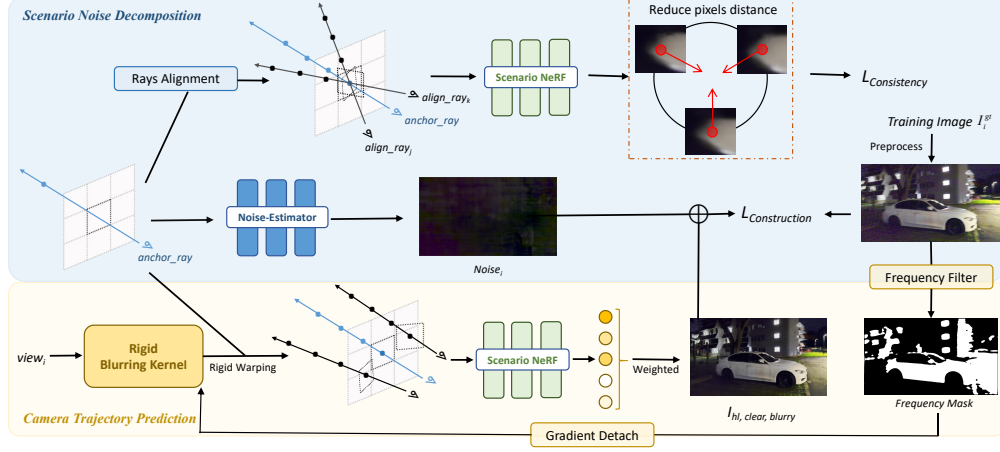 Scenario Noise Decomposition
Reduce pixels distance
Rays Alignment
Scenario NeRF
L_Consistency
align_ray_k
anchor_ray
align_ray_j
Training Image I_i^{gt}
Preprocess
Noise-Estimator
L_Construction
anchor_ray
Noise_i
Frequency Filter
view_i
Rigid
Blurring Kernel
Rigid Warping
Scenario NeRF
Weighted
I_{hl, clear, blurry}
Frequency Mask
Camera Trajectory Prediction
Gradient Detach